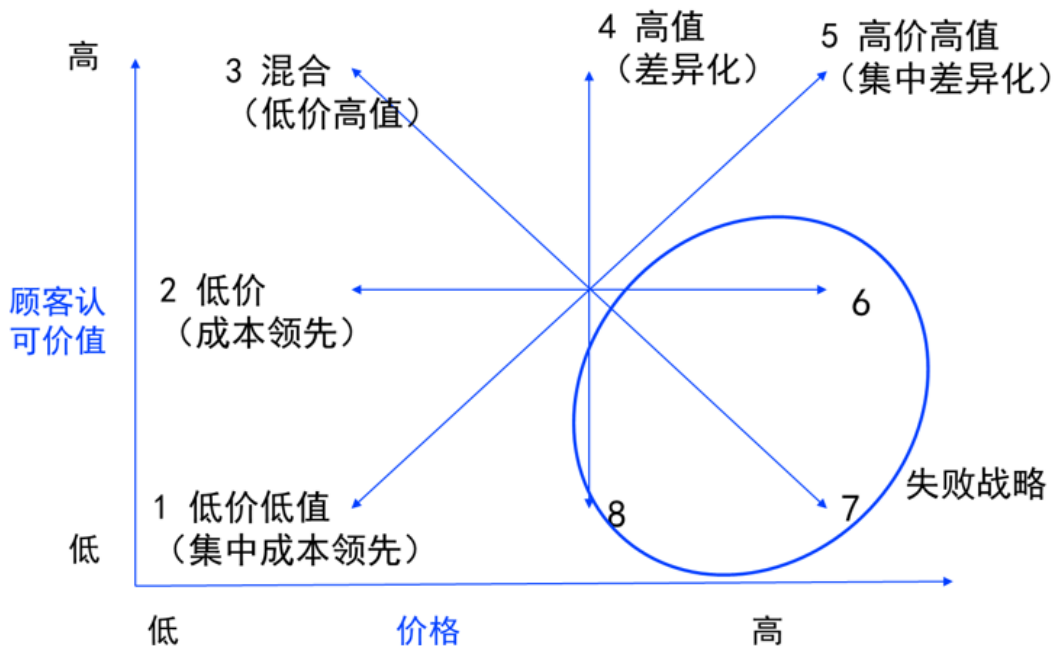 高
3 混合
（低价高值）
4 高值
（差异化）
5 高价高值
（集中差异化）
顾客认
可价值
2 低价
（成本领先）
6
1 低价低值
（集中成本领先）
8
7
失败战略
低
低
价格
高